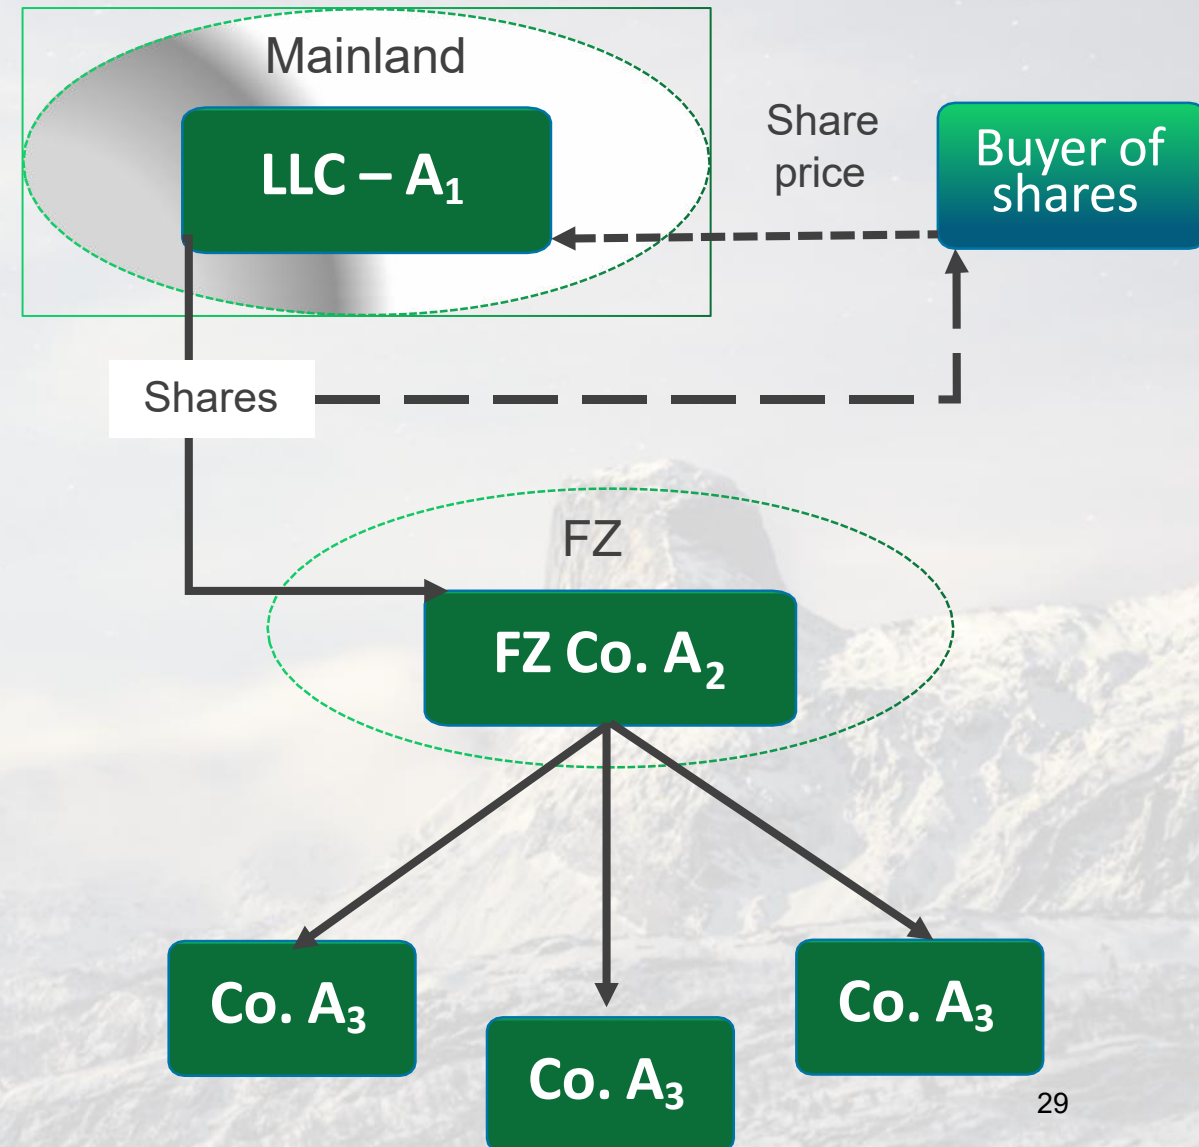 Mainland
LLC – A₁
Share
price
Buyer of
shares
Shares
FZ
FZ Co. A₂
Co. A₃
Co. A₃
Co. A₃
29